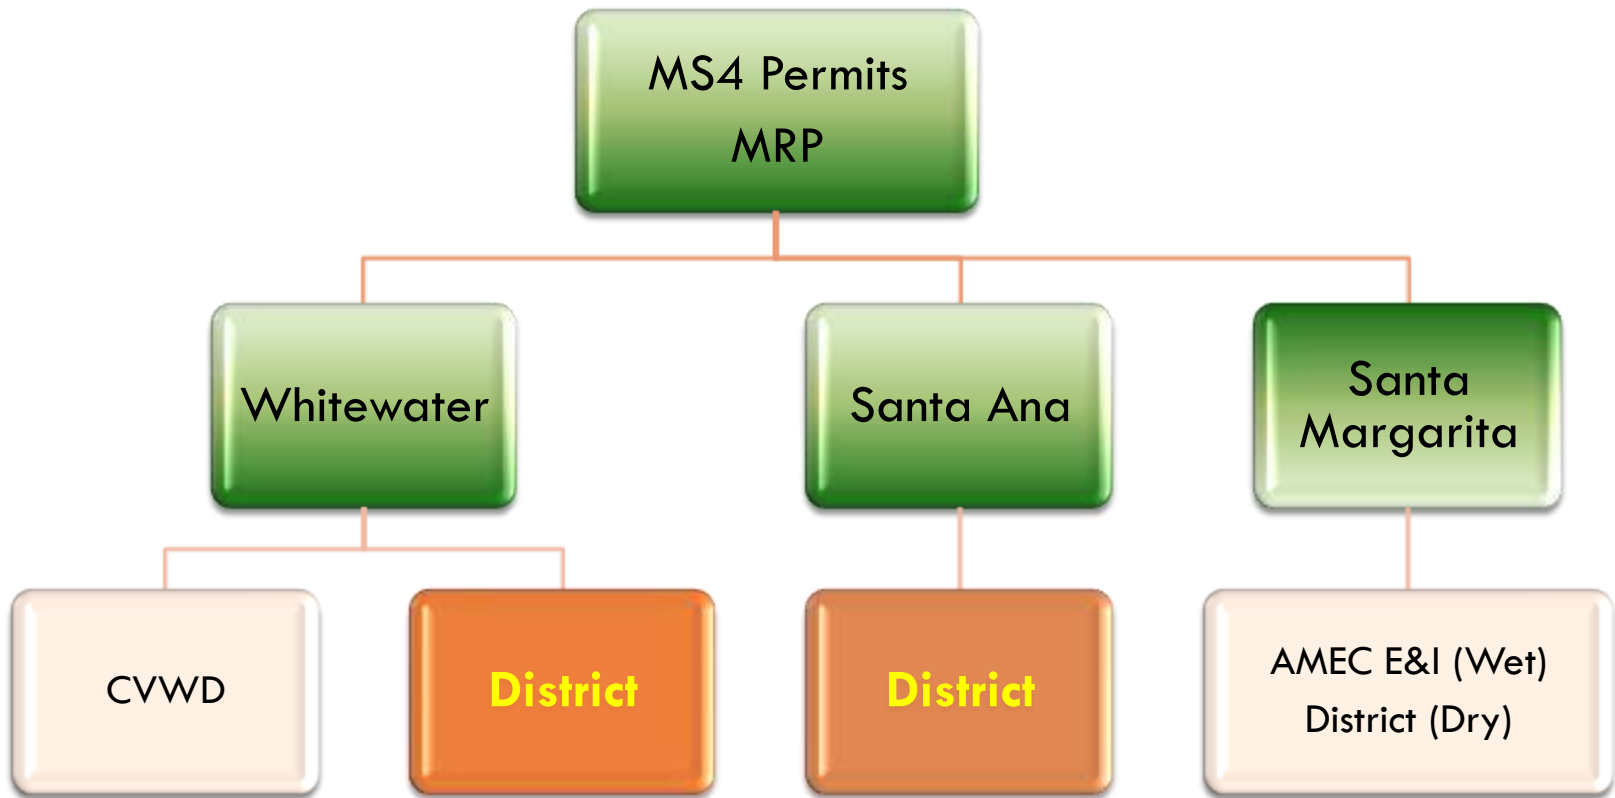 MS4 Permits
MRP
Whitewater
Santa Ana
Santa
Margarita
CVWD
District
District
AMEC E&I (Wet)
District (Dry)